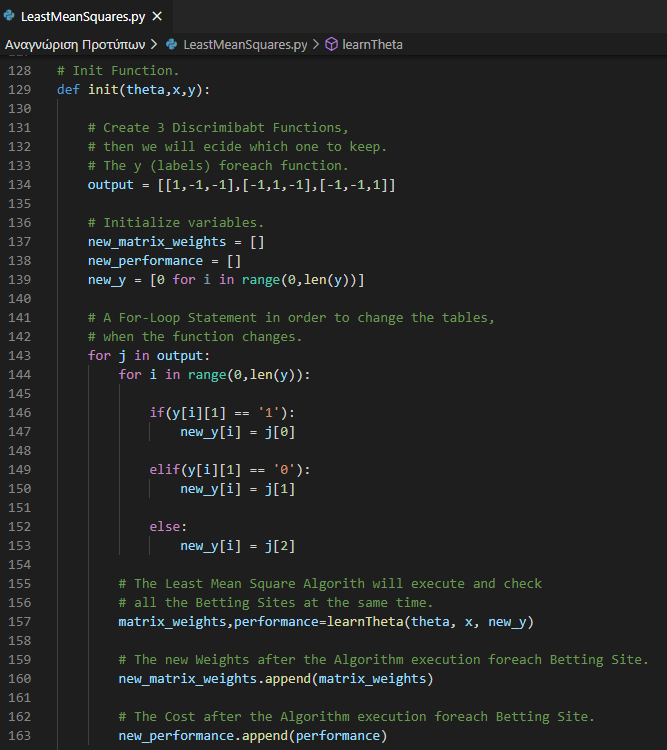 LeastMeanSquares.py ✕
Αναγνώριση Προτύπων > LeastMeanSquares.py > learnTheta
128 # Init Function.
129 def init(theta,x,y):
130
131     # Create 3 Discrimibabt Functions,
132     # then we will ecide which one to keep.
133     # The y (labels) foreach function.
134     output = [[1,-1,-1],[-1,1,-1],[-1,-1,1]]
135
136     # Initialize variables.
137     new_matrix_weights = []
138     new_performance = []
139     new_y = [0 for i in range(0,len(y))]
140
141     # A For-Loop Statement in order to change the tables,
142     # when the function changes.
143     for j in output:
144         for i in range(0,len(y)):
145
146             if(y[i][1] == '1'):
147                 new_y[i] = j[0]
148
149             elif(y[i][1] == '0'):
150                 new_y[i] = j[1]
151
152             else:
153                 new_y[i] = j[2]
154
155         # The Least Mean Square Algorith will execute and check
156         # all the Betting Sites at the same time.
157         matrix_weights,performance=learnTheta(theta, x, new_y)
158
159         # The new Weights after the Algorithm execution foreach Betting Site.
160         new_matrix_weights.append(matrix_weights)
161
162         # The Cost after the Algorithm execution foreach Betting Site.
163         new_performance.append(performance)